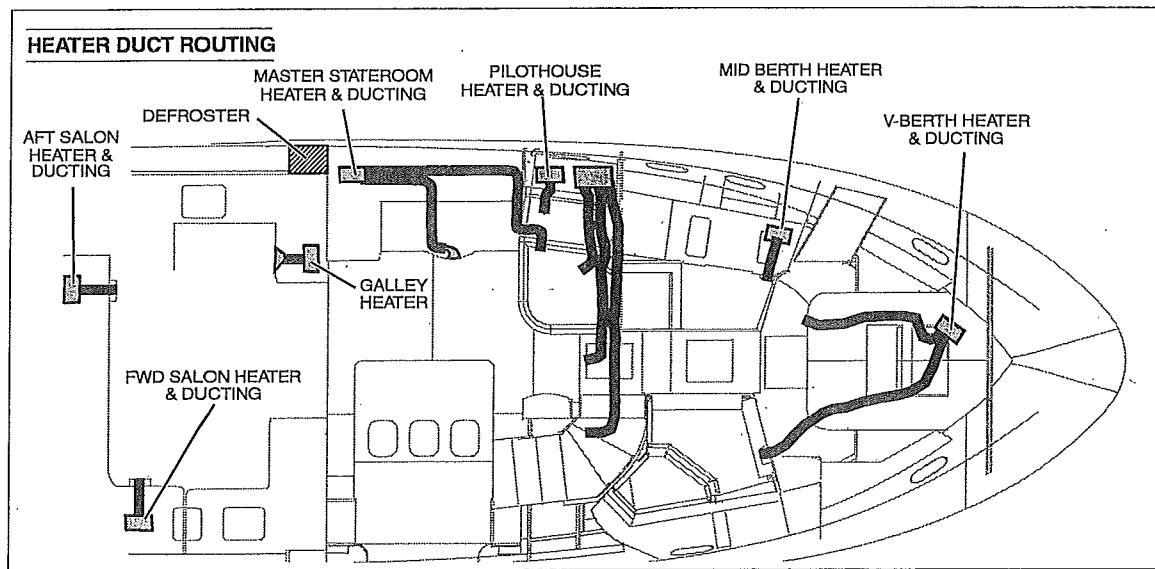 HEATER DUCT ROUTING
MASTER STATEROOM
HEATER & DUCTING
PILOTHOUSE
HEATER & DUCTING
MID BERTH HEATER
& DUCTING
V-BERTH HEATER
& DUCTING
DEFROSTER
AFT SALON
HEATER &
DUCTING
GALLEY
HEATER
FWD SALON HEATER
& DUCTING